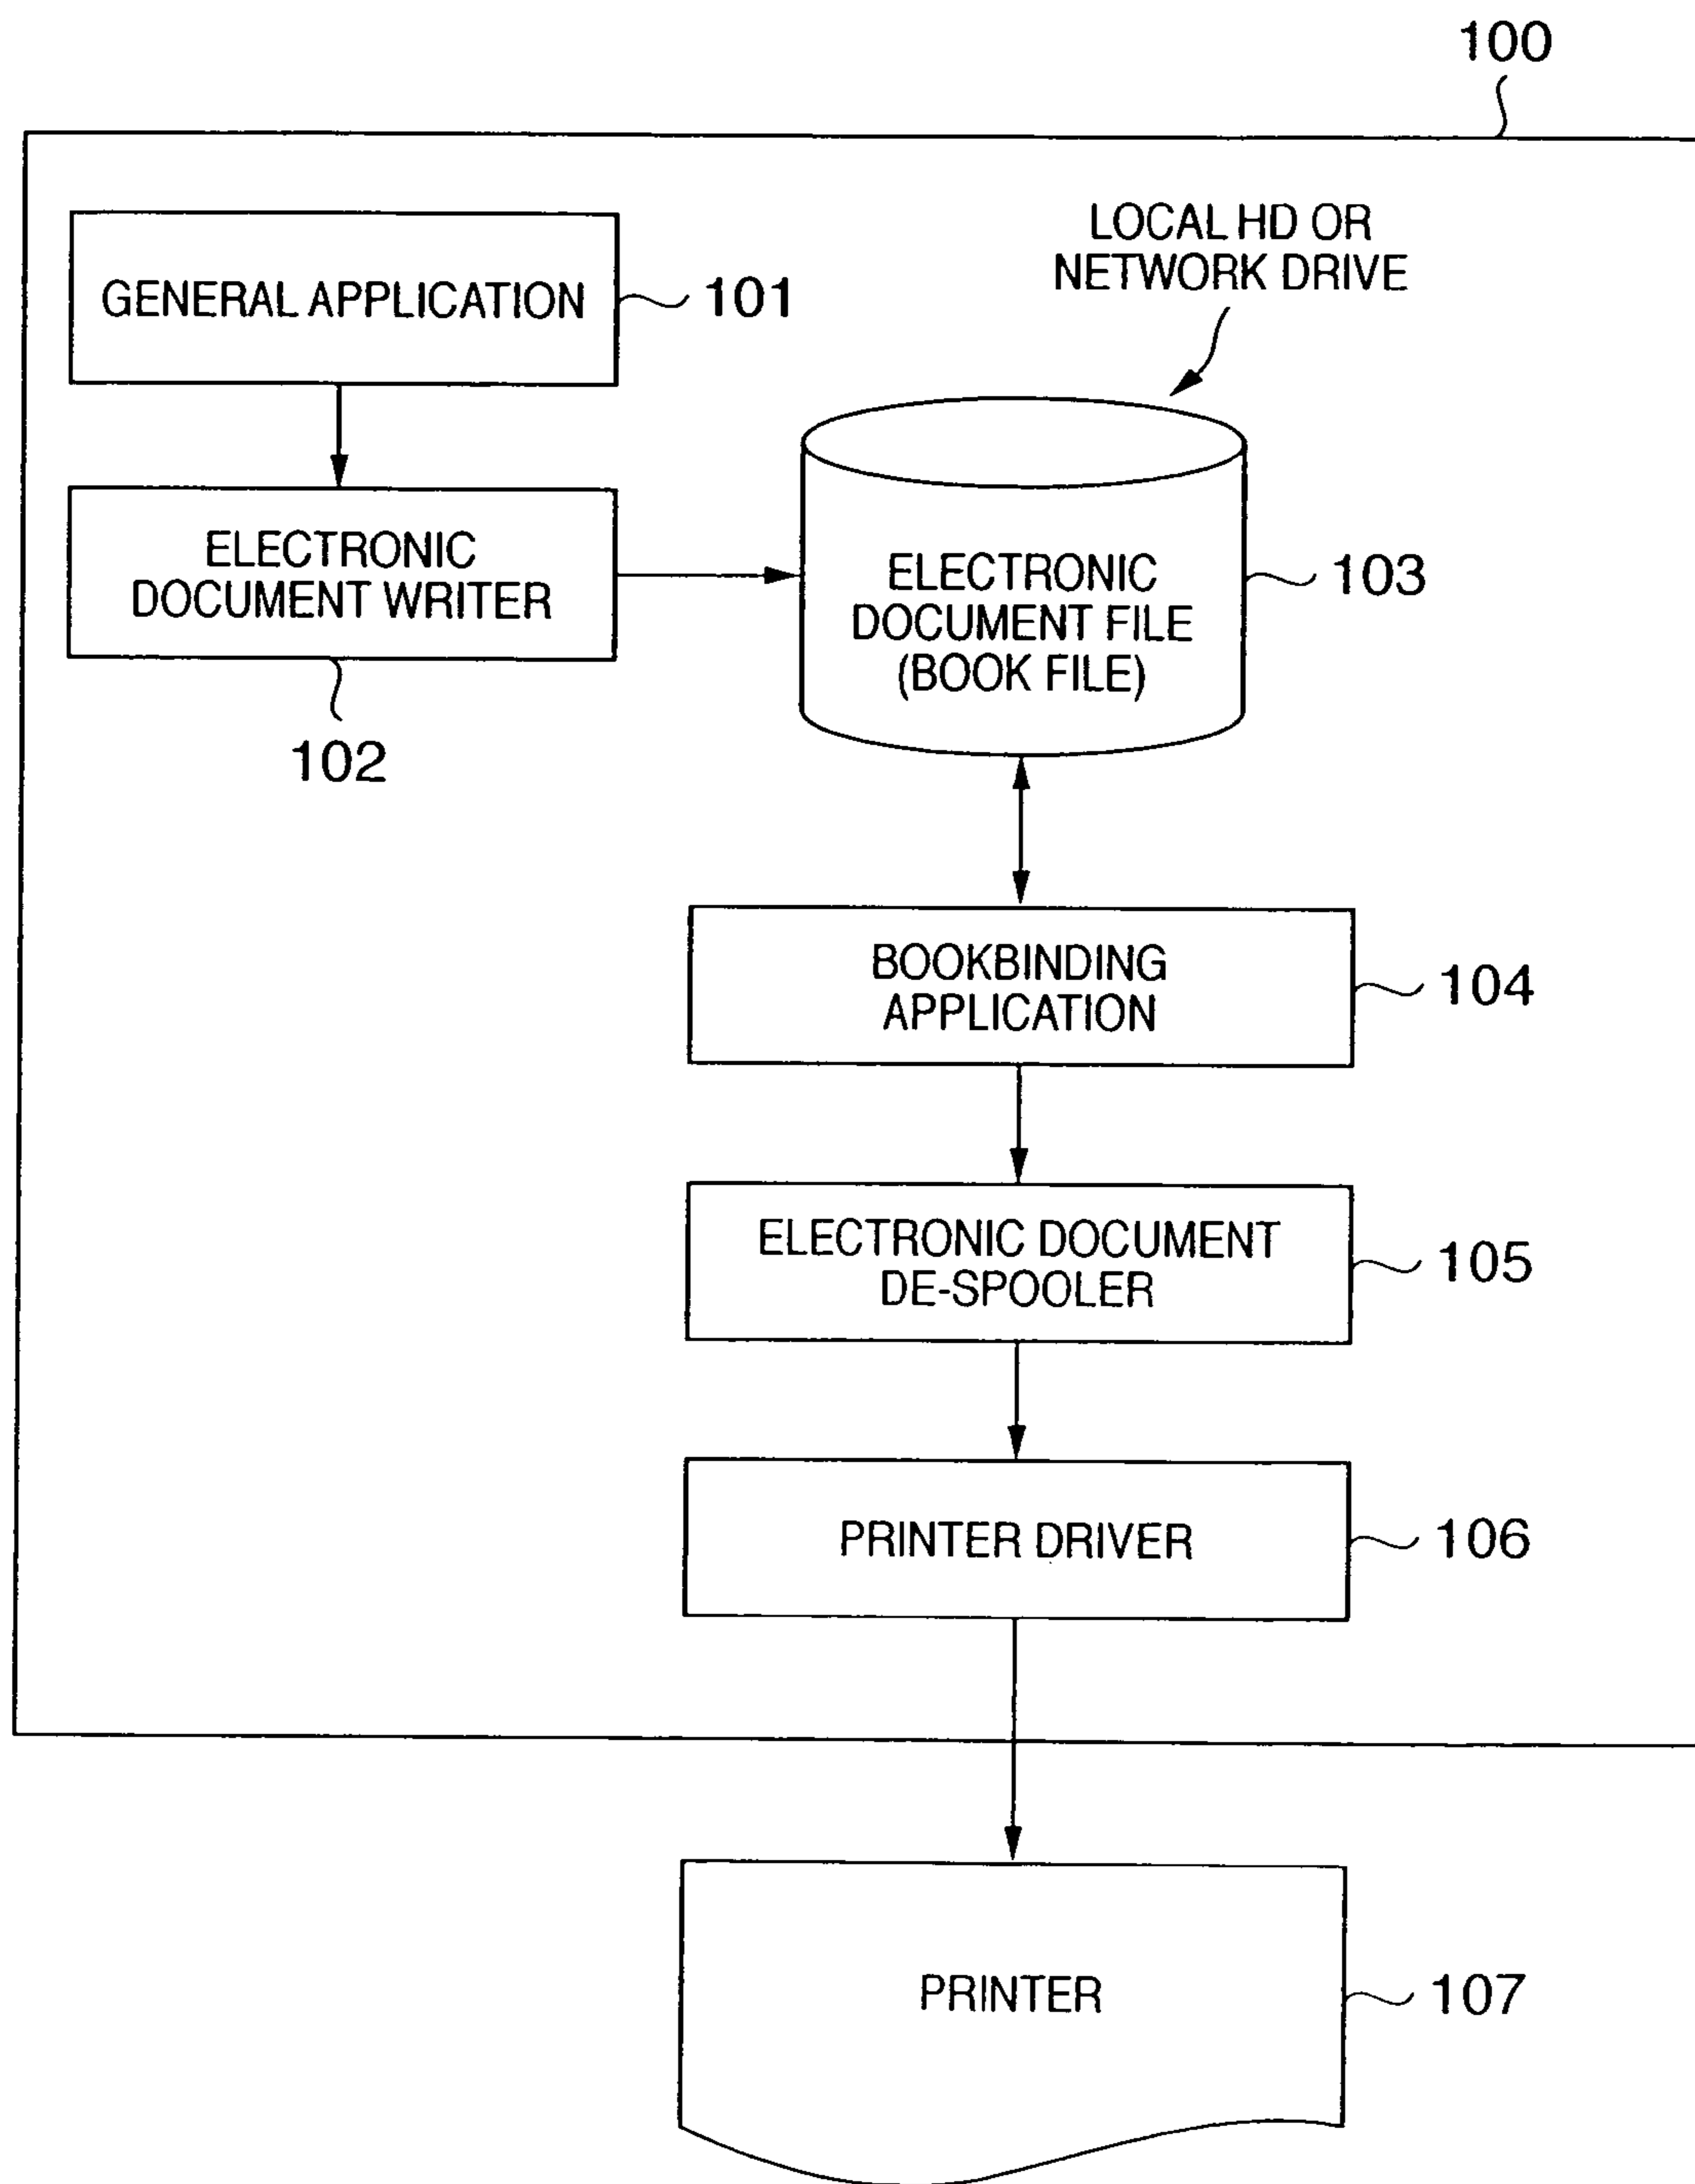 100
LOCAL HD OR
NETWORK DRIVE
GENERAL APPLICATION
101
ELECTRONIC
DOCUMENT WRITER
102
ELECTRONIC
DOCUMENT FILE
(BOOK FILE)
103
BOOKBINDING
APPLICATION
104
ELECTRONIC DOCUMENT
DE-SPOOLER
105
PRINTER DRIVER
106
PRINTER
107